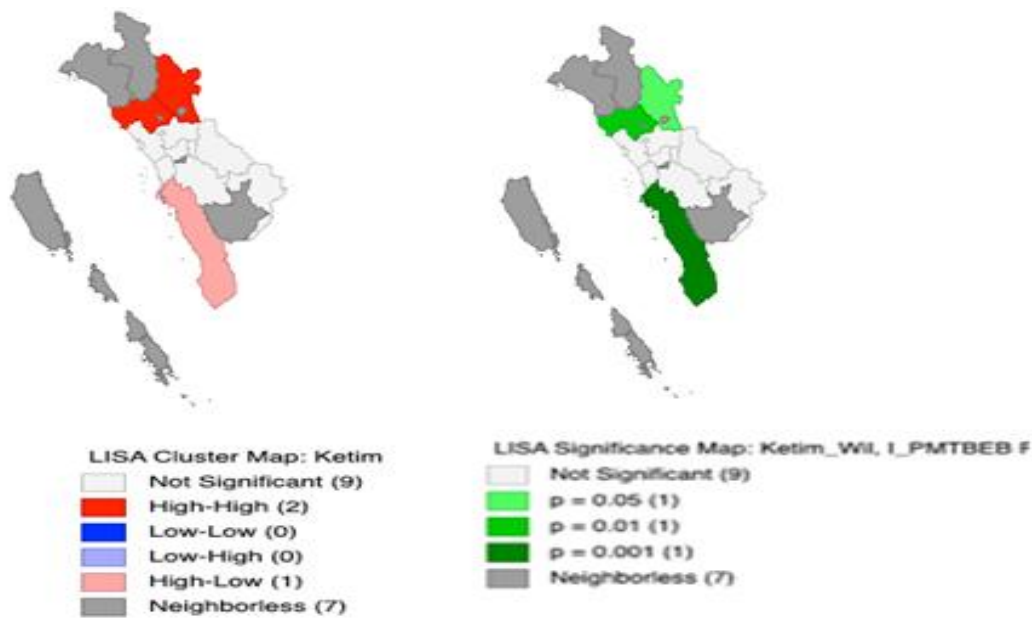 LISA Cluster Map: Ketim
Not Significant (9)
High-High (2)
Low-Low (0)
Low-High (0)
High-Low (1)
Neighborless (7)
LISA Significance Map: Ketim_Wil, I_PMTBEB F
Not Significant (9)
p = 0.05 (1)
p = 0.01 (1)
p = 0.001 (1)
Neighborless (7)